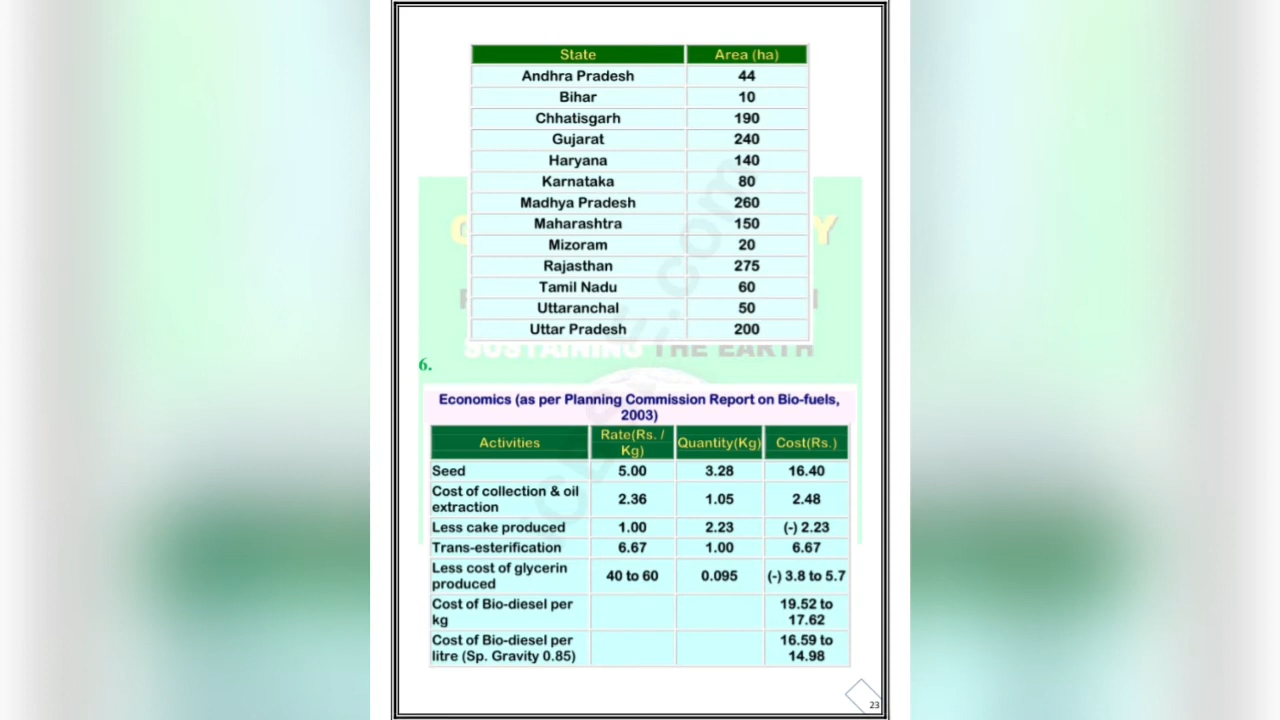 State Area (ha)
Andhra Pradesh 44
Bihar 10
Chhatisgarh 190
Gujarat 240
Haryana 140
Karnataka 80
Madhya Pradesh 260
Maharashtra 150
Mizoram 20
Rajasthan 275
Tamil Nadu 60
Uttaranchal 50
Uttar Pradesh 200
SUSTAINING THE EARTH
6.
Economics (as per Planning Commission Report on Bio-fuels,
2003)
Activities Rate(Rs. / Kg) Quantity(Kg) Cost(Rs.)
Seed 5.00 3.28 16.40
Cost of collection & oil
extraction 2.36 1.05 2.48
Less cake produced 1.00 2.23 (-) 2.23
Trans-esterification 6.67 1.00 6.67
Less cost of glycerin
produced 40 to 60 0.095 (-) 3.8 to 5.7
Cost of Bio-diesel per
kg 19.52 to
17.62
Cost of Bio-diesel per
litre (Sp. Gravity 0.85) 16.59 to
14.98
23